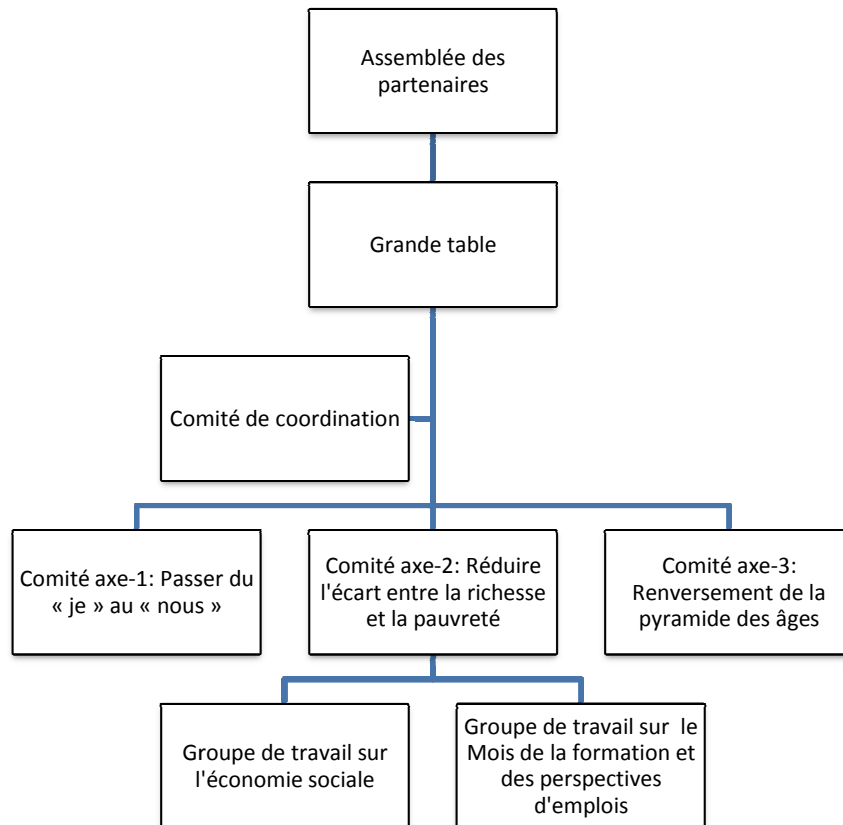 Assemblée des
partenaires
Grande table
Comité de coordination
Comité axe-1: Passer du
« je » au « nous »
Comité axe-2: Réduire
l'écart entre la richesse
et la pauvreté
Comité axe-3:
Renversement de la
pyramide des âges
Groupe de travail sur
l'économie sociale
Groupe de travail sur le
Mois de la formation et
des perspectives
d'emplois